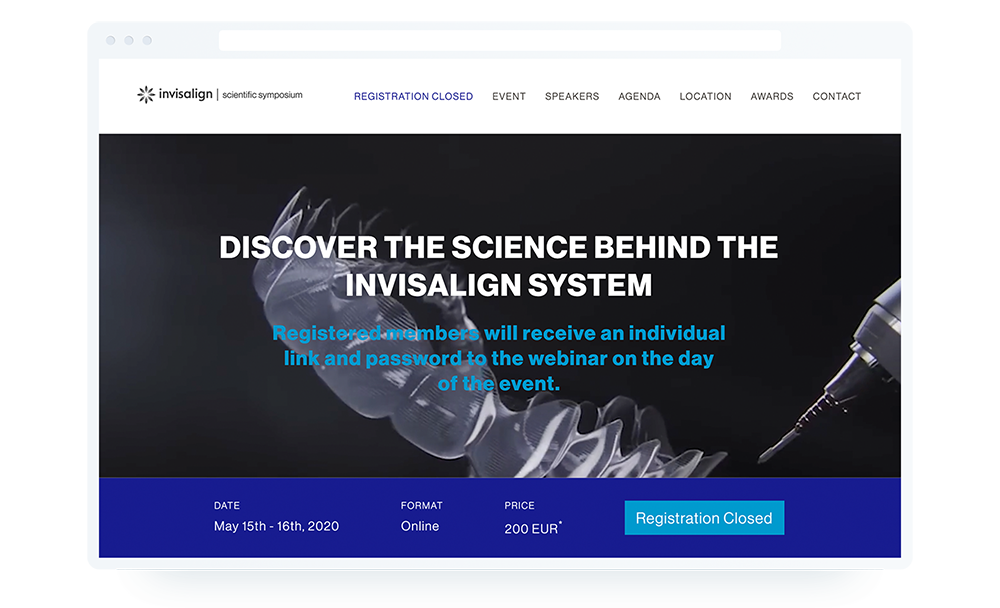 invisalign | scientific symposium
REGISTRATION CLOSED EVENT SPEAKERS AGENDA LOCATION AWARDS CONTACT
DISCOVER THE SCIENCE BEHIND THE
INVISALIGN SYSTEM
Registered members will receive an individual
link and password to the webinar on the day
of the event.
DATE FORMAT PRICE
May 15th - 16th, 2020 Online 200 EUR*
Registration Closed